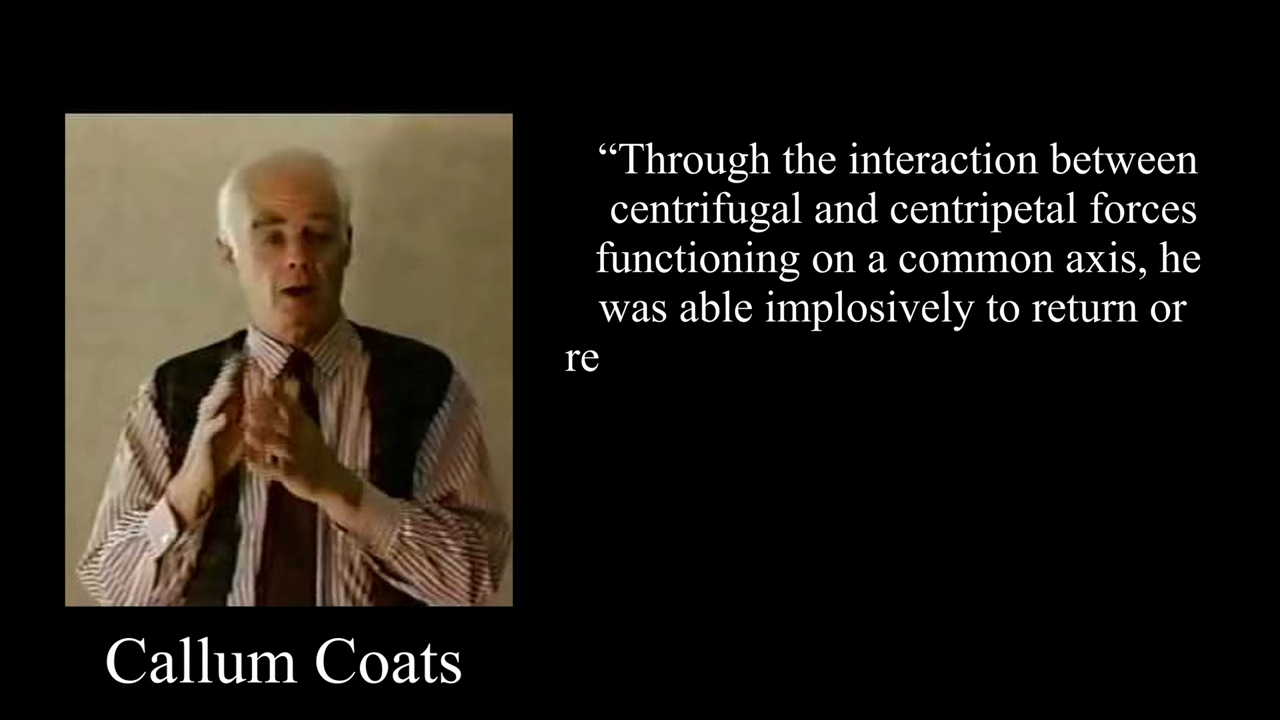 “Through the interaction between
centrifugal and centripetal forces
functioning on a common axis, he
was able implosively to return or
re
Callum Coats